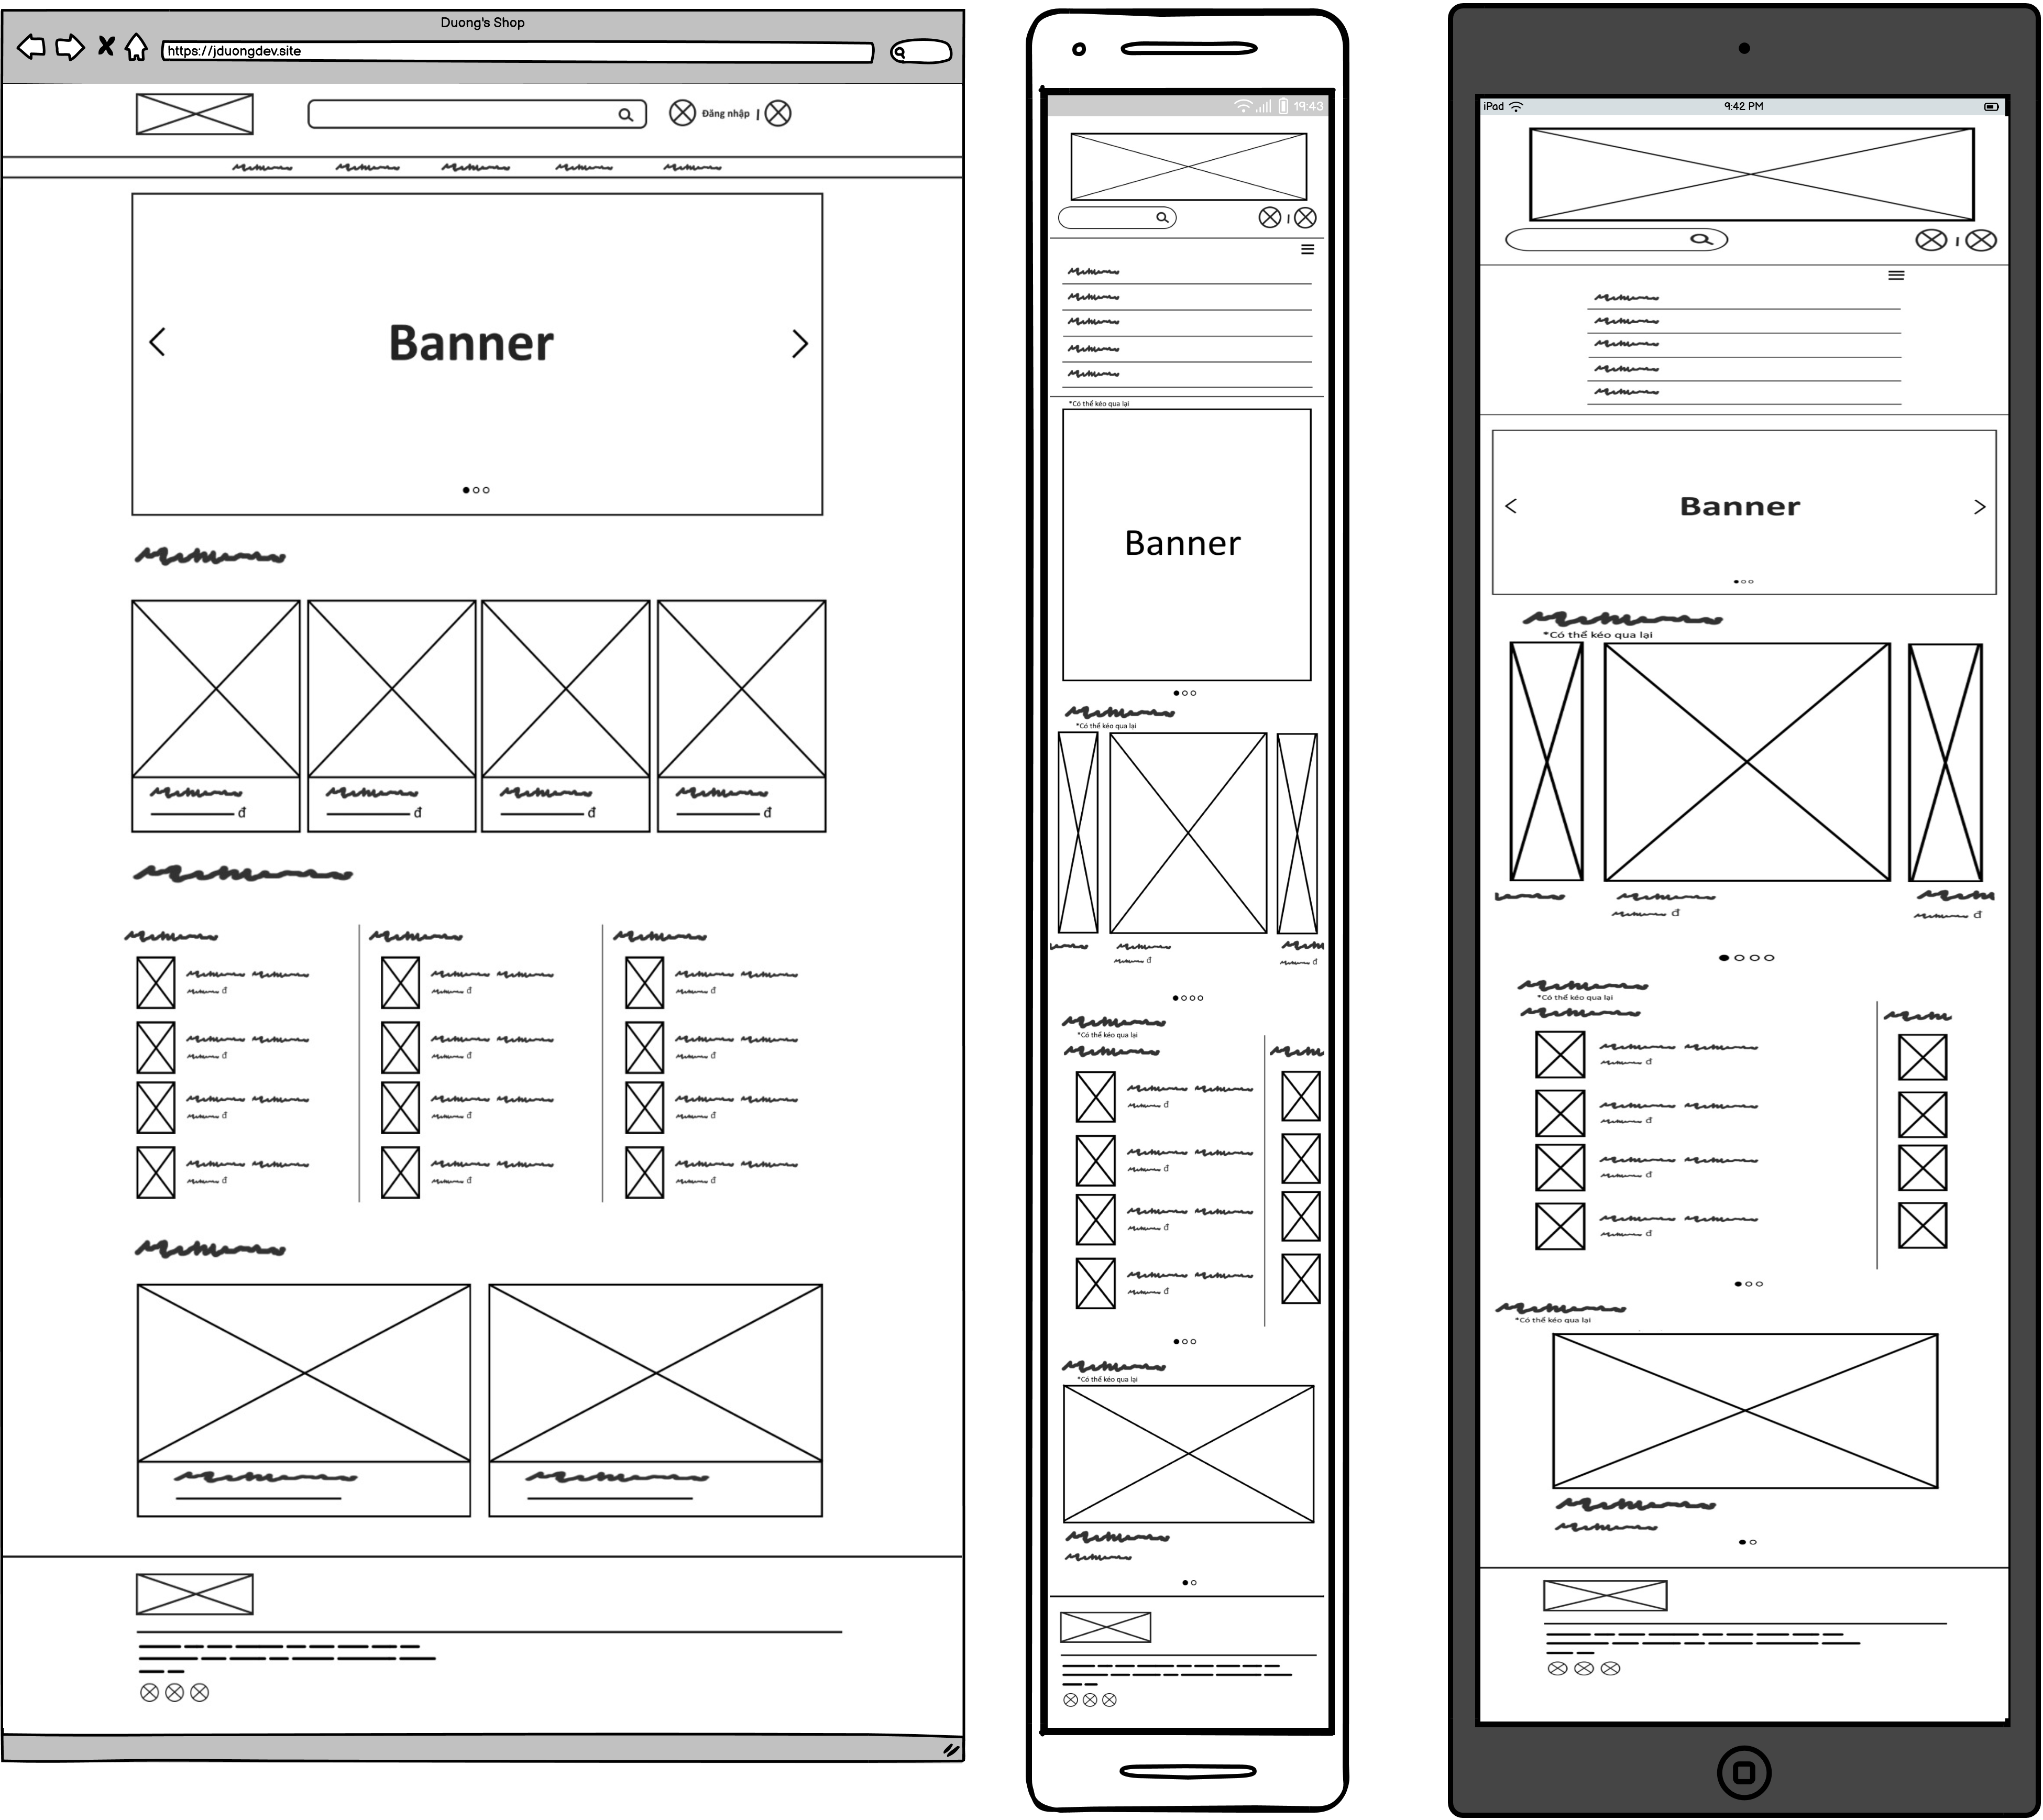 Duong's Shop
https://jduongdev.site
Đăng nhập |
Banner
đ đ đ đ
đ đ đ
đ đ đ
đ đ đ
đ đ đ
19:43
*Có thể kéo qua lại
Banner
*Có thể kéo qua lại
đ đ
*Có thể kéo qua lại
đ
đ
đ
đ
*Có thể kéo qua lại
iPad
9:42 PM
Banner
*Có thể kéo qua lại
đ đ
*Có thể kéo qua lại
đ
đ
đ
đ
*Có thể kéo qua lại